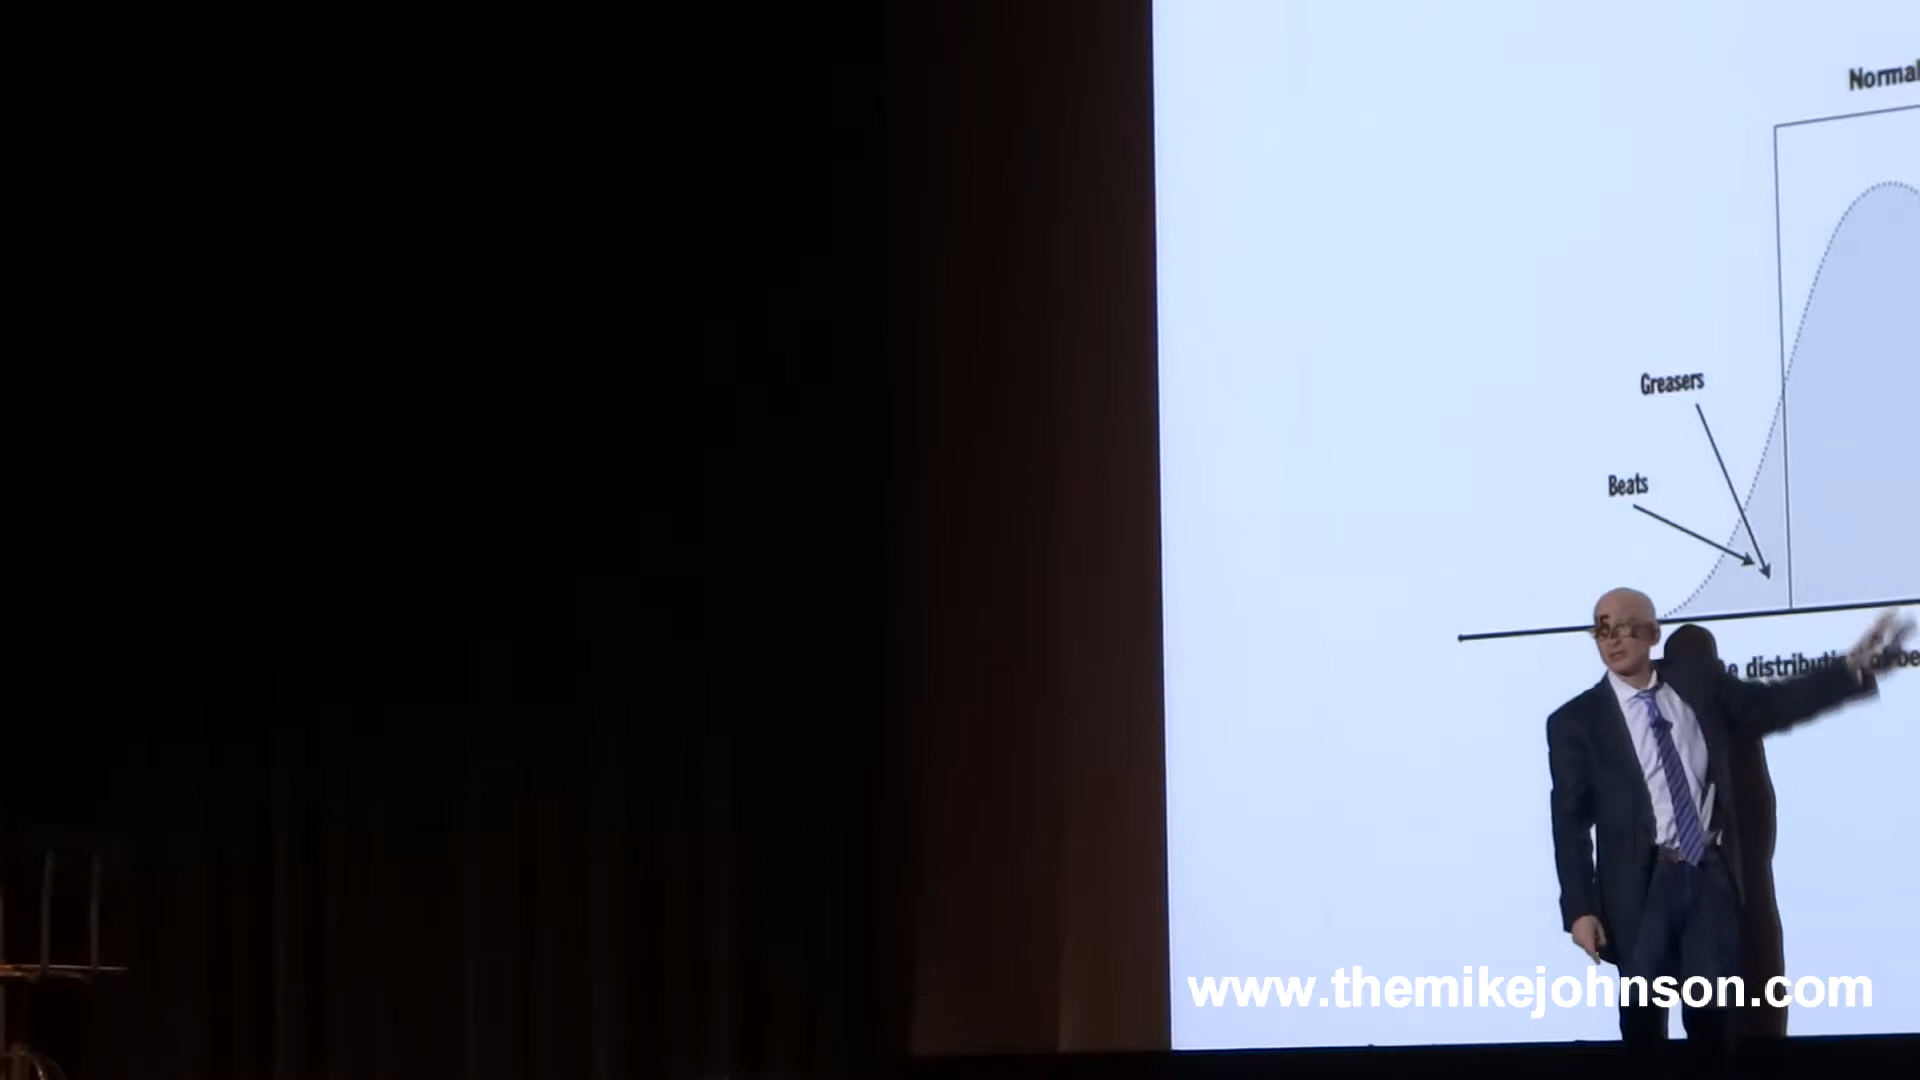 Normal
Greasers
Beats
distribution of be
www.themikejohnson.com